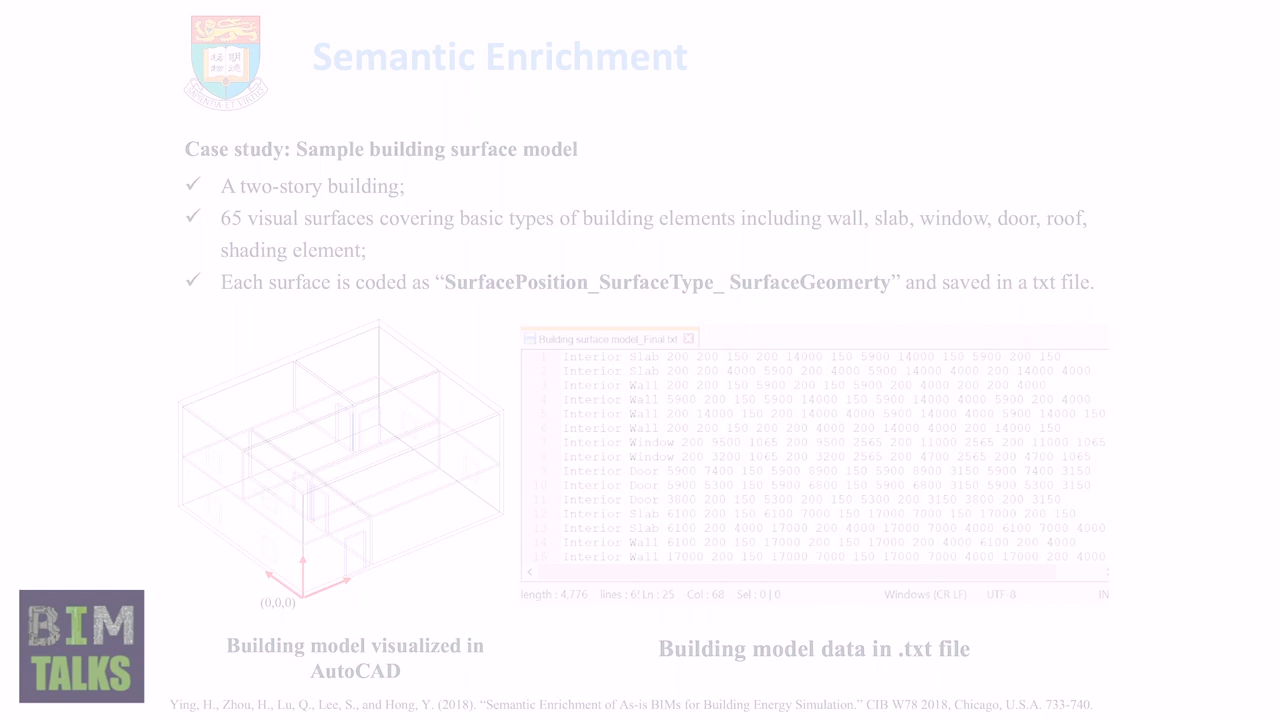 Semantic Enrichment
SAPIENTIA ET VIRTUS
Case study: Sample building surface model
✓ A two-story building;
✓ 65 visual surfaces covering basic types of building elements including wall, slab, window, door, roof,
shading element;
✓ Each surface is coded as “SurfacePosition_SurfaceType_ SurfaceGeomerty” and saved in a txt file.
Building surface model_Final.txt
1 Interior Slab 200 200 150 200 14000 150 5900 14000 150 5900 200 150
2 Interior Slab 200 200 4000 5900 200 4000 5900 14000 4000 200 14000 4000
3 Interior Wall 200 200 150 5900 200 150 5900 200 4000 200 200 4000
4 Interior Wall 5900 200 150 5900 14000 150 5900 14000 4000 5900 200 4000
5 Interior Wall 200 14000 150 200 14000 4000 5900 14000 4000 5900 14000 150
6 Interior Wall 200 200 150 200 200 4000 200 14000 4000 200 14000 150
7 Interior Window 200 9500 1065 200 9500 2565 200 11000 2565 200 11000 1065
8 Interior Window 200 3200 1065 200 3200 2565 200 4700 2565 200 4700 1065
9 Interior Door 5900 7400 150 5900 8900 150 5900 8900 3150 5900 7400 3150
10 Interior Door 5900 5300 150 5900 6800 150 5900 6800 3150 5900 5300 3150
11 Interior Door 3800 200 150 5300 200 150 5300 200 3150 3800 200 3150
12 Interior Slab 6100 200 150 6100 7000 150 17000 7000 150 17000 200 150
13 Interior Slab 6100 200 4000 17000 200 4000 17000 7000 4000 6100 7000 4000
14 Interior Wall 6100 200 150 17000 200 150 17000 200 4000 6100 200 4000
15 Interior Wall 17000 200 150 17000 7000 150 17000 7000 4000 17000 200 4000
length : 4,776 lines : 65 Ln : 25 Col : 68 Sel : 0 | 0 Windows (CR LF) UTF-8 IN
(0,0,0)
Building model visualized in
AutoCAD
Building model data in .txt file
BIM
TALKS
Ying, H., Zhou, H., Lu, Q., Lee, S., and Hong, Y. (2018). “Semantic Enrichment of As-is BIMs for Building Energy Simulation.” CIB W78 2018, Chicago, U.S.A. 733-740.